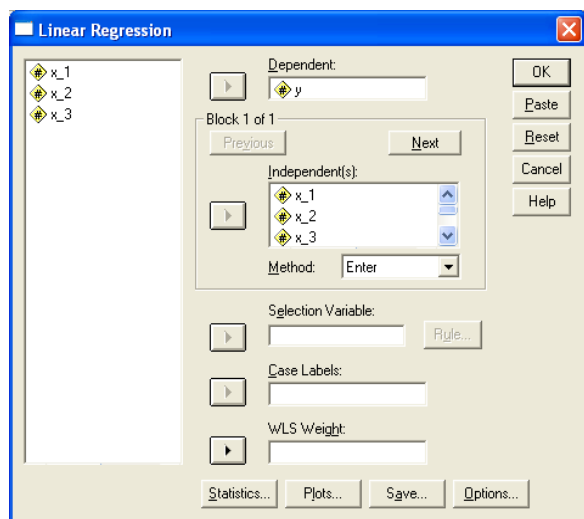 Linear Regression
x_1
x_2
x_3
Dependent:
y
Block 1 of 1
Previous
Next
Independent(s):
x_1
x_2
x_3
Method:
Enter
Selection Variable:
Rule...
Case Labels:
WLS Weight:
Statistics...
Plots...
Save...
Options...
OK
Paste
Reset
Cancel
Help